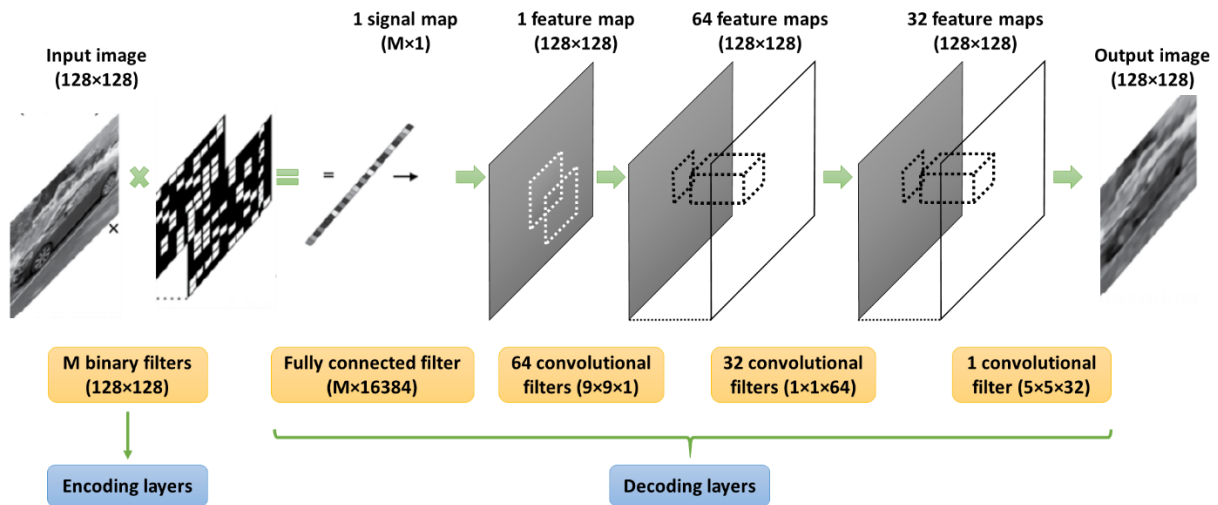 Input image
(128×128)
1 signal map
(M×1)
1 feature map
(128×128)
64 feature maps
(128×128)
32 feature maps
(128×128)
Output image
(128×128)
×
=
M binary filters
(128×128)
Fully connected filter
(M×16384)
64 convolutional
filters (9×9×1)
32 convolutional
filters (1×1×64)
1 convolutional
filter (5×5×32)
Encoding layers
Decoding layers